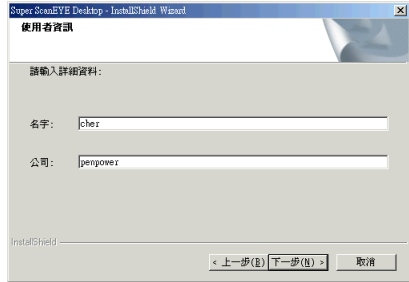 Super ScanEYE Desktop - InstallShield Wizard
使用者資訊
請輸入詳細資料:
名字: cher
公司: penpower
InstallShield
< 上一步(B) 下一步(N) > 取消